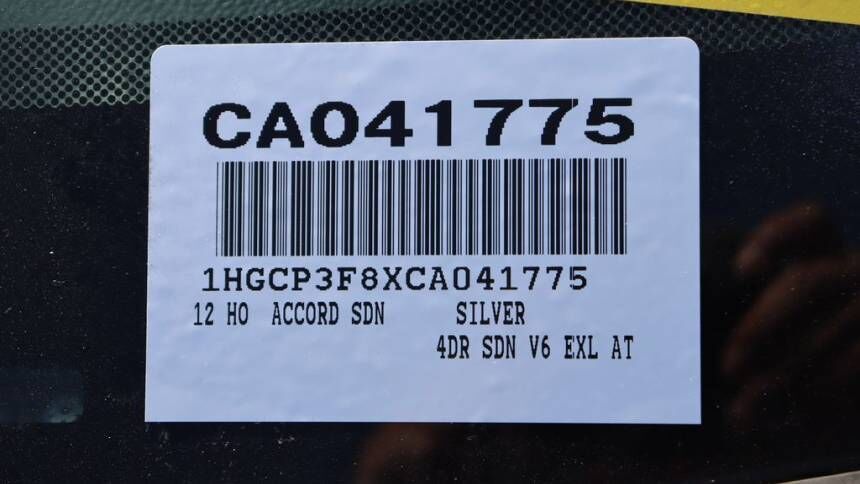 CA041775
1HGCP3F8XCA041775
12 HO ACCORD SDN SILVER
4DR SDN V6 EXL AT